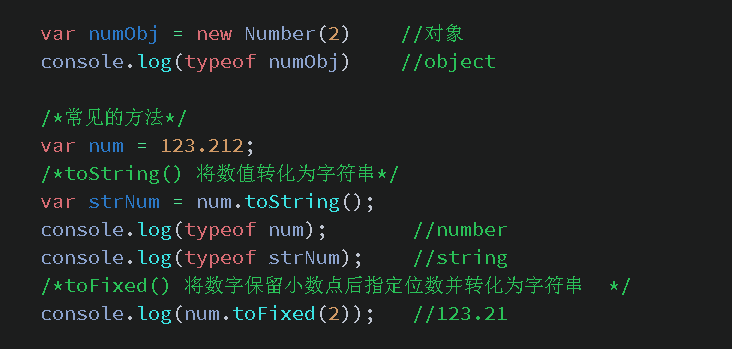 var numObj = new Number(2)    //对象
console.log(typeof numObj)    //object
/*常见的方法*/
var num = 123.212;
/*toString() 将数值转化为字符串*/
var strNum = num.toString();
console.log(typeof num);       //number
console.log(typeof strNum);    //string
/*toFixed() 将数字保留小数点后指定位数并转化为字符串  */
console.log(num.toFixed(2));   //123.21